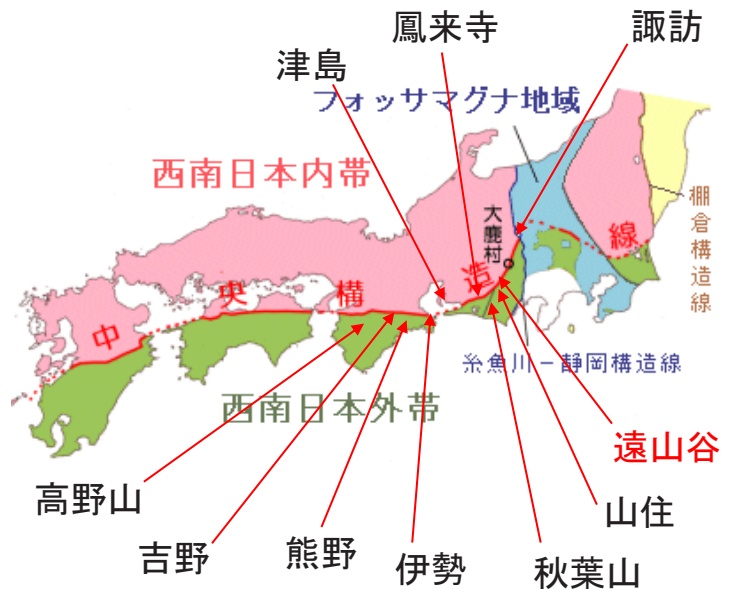 鳳来寺
諏訪
津島
フォッサマグナ地域
西南日本内帯
大鹿村
棚倉構造線
中央構造線
糸魚川－静岡構造線
西南日本外帯
遠山谷
高野山
山住
吉野
熊野
伊勢
秋葉山